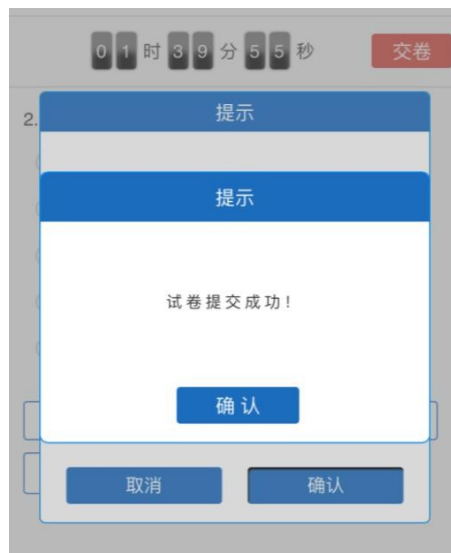 01时39分55秒 交卷
2.
提示
提示
试卷提交成功!
确认
取消 确认